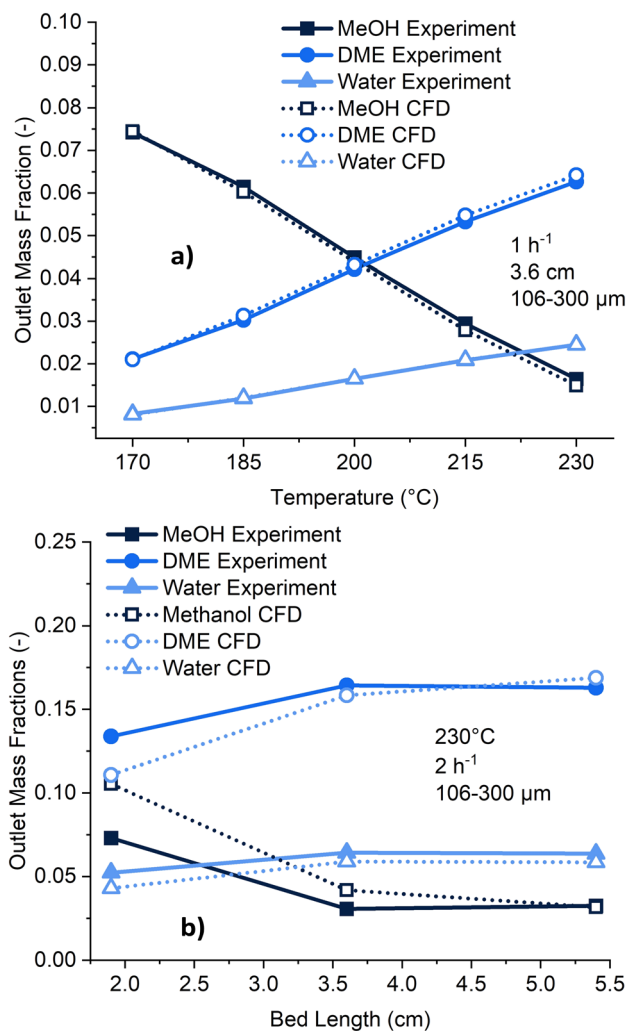 0.10
0.09
0.08
0.07
0.06
0.05
0.04
0.03
0.02
0.01
Outlet Mass Fraction (-)
MeOH Experiment
DME Experiment
Water Experiment
MeOH CFD
DME CFD
Water CFD
a)
1 h⁻¹
3.6 cm
106-300 µm
170 185 200 215 230
Temperature (°C)
MeOH Experiment
DME Experiment
Water Experiment
Methanol CFD
DME CFD
Water CFD
0.25
0.20
0.15
0.10
0.05
0.00
Outlet Mass Fractions (-)
230°C
2 h⁻¹
106-300 µm
b)
2.0 2.5 3.0 3.5 4.0 4.5 5.0 5.5
Bed Length (cm)